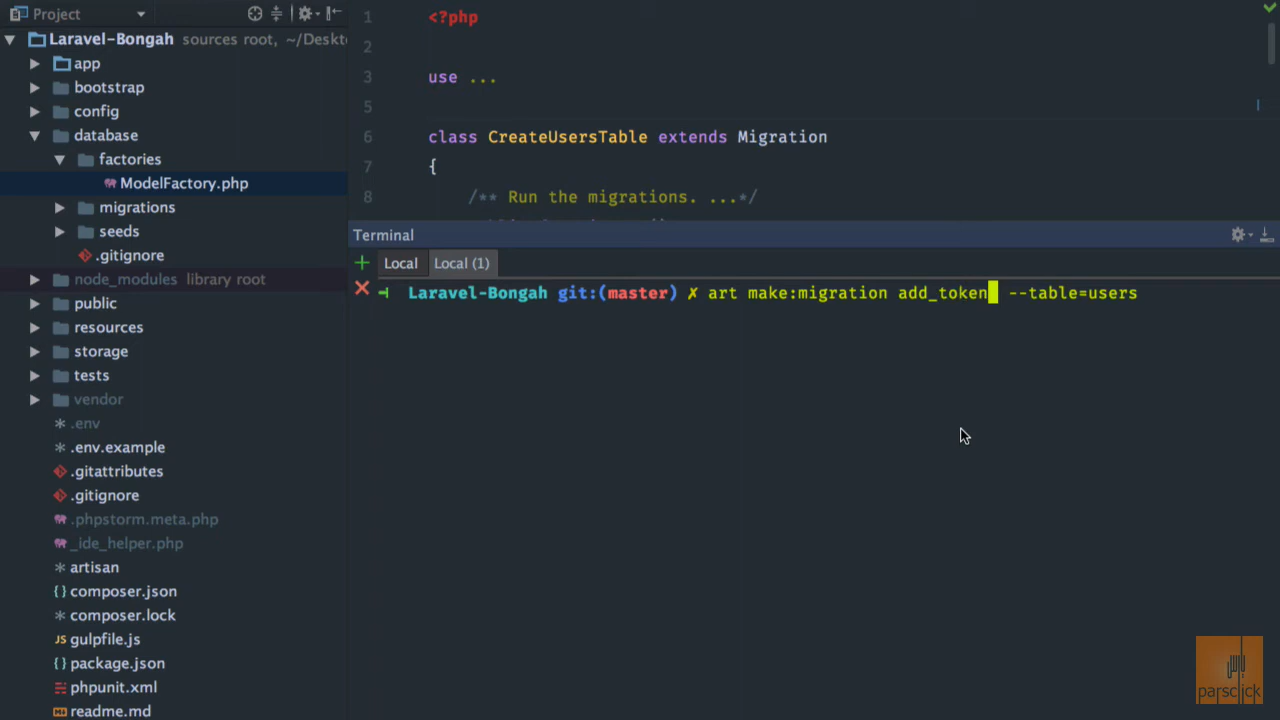 Project
Laravel-Bongah sources root, ~/Deskt
app
bootstrap
config
database
factories
ModelFactory.php
migrations
seeds
.gitignore
node_modules library root
public
resources
storage
tests
vendor
.env
.env.example
.gitattributes
.gitignore
.phpstorm.meta.php
_ide_helper.php
artisan
composer.json
composer.lock
gulpfile.js
package.json
phpunit.xml
readme.md
1 <?php
2
3 use ...
5
6 class CreateUsersTable extends Migration
7 {
8 /** Run the migrations. ...*/
Terminal
Local Local (1)
Laravel-Bongah git:(master) ✗ art make:migration add_token --table=users
parsclick